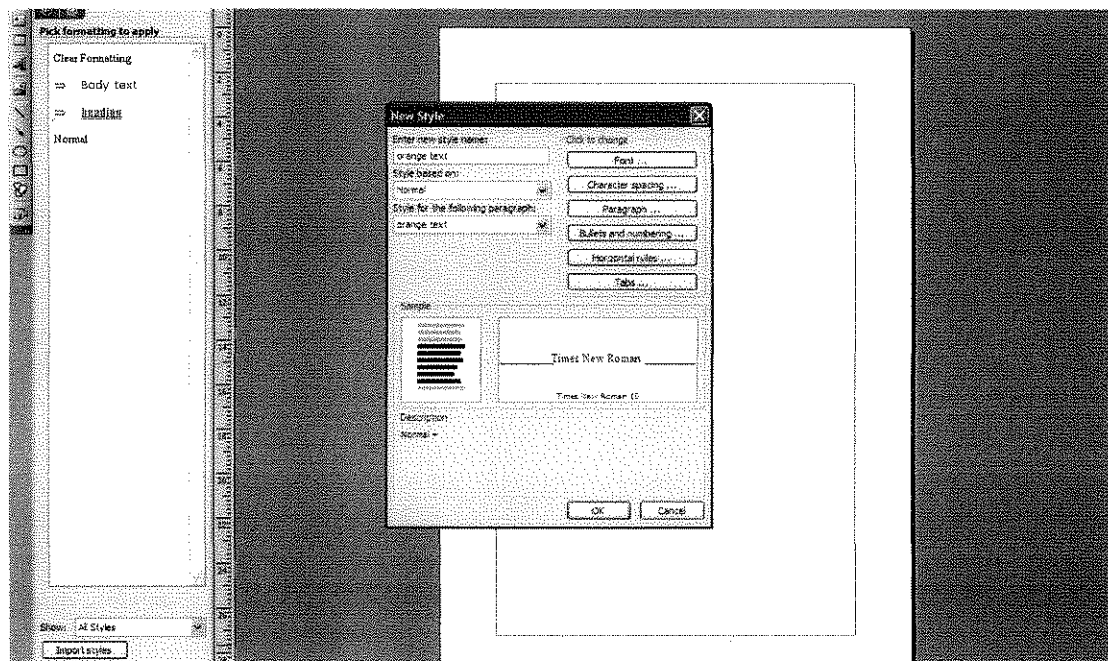 Pick formatting to apply
Clear Formatting
Body text
heading
Normal
Show: All Styles
Import styles...
New Style
Enter new style name:
orange text
Style based on:
Normal
Style for the following paragraph:
orange text
Click to change
Font ...
Character spacing ...
Paragraph ...
Bullets and numbering ...
Horizontal rules ...
Tabs ...
Sample
Times New Roman
Times New Roman 10
Description
Normal +
OK
Cancel